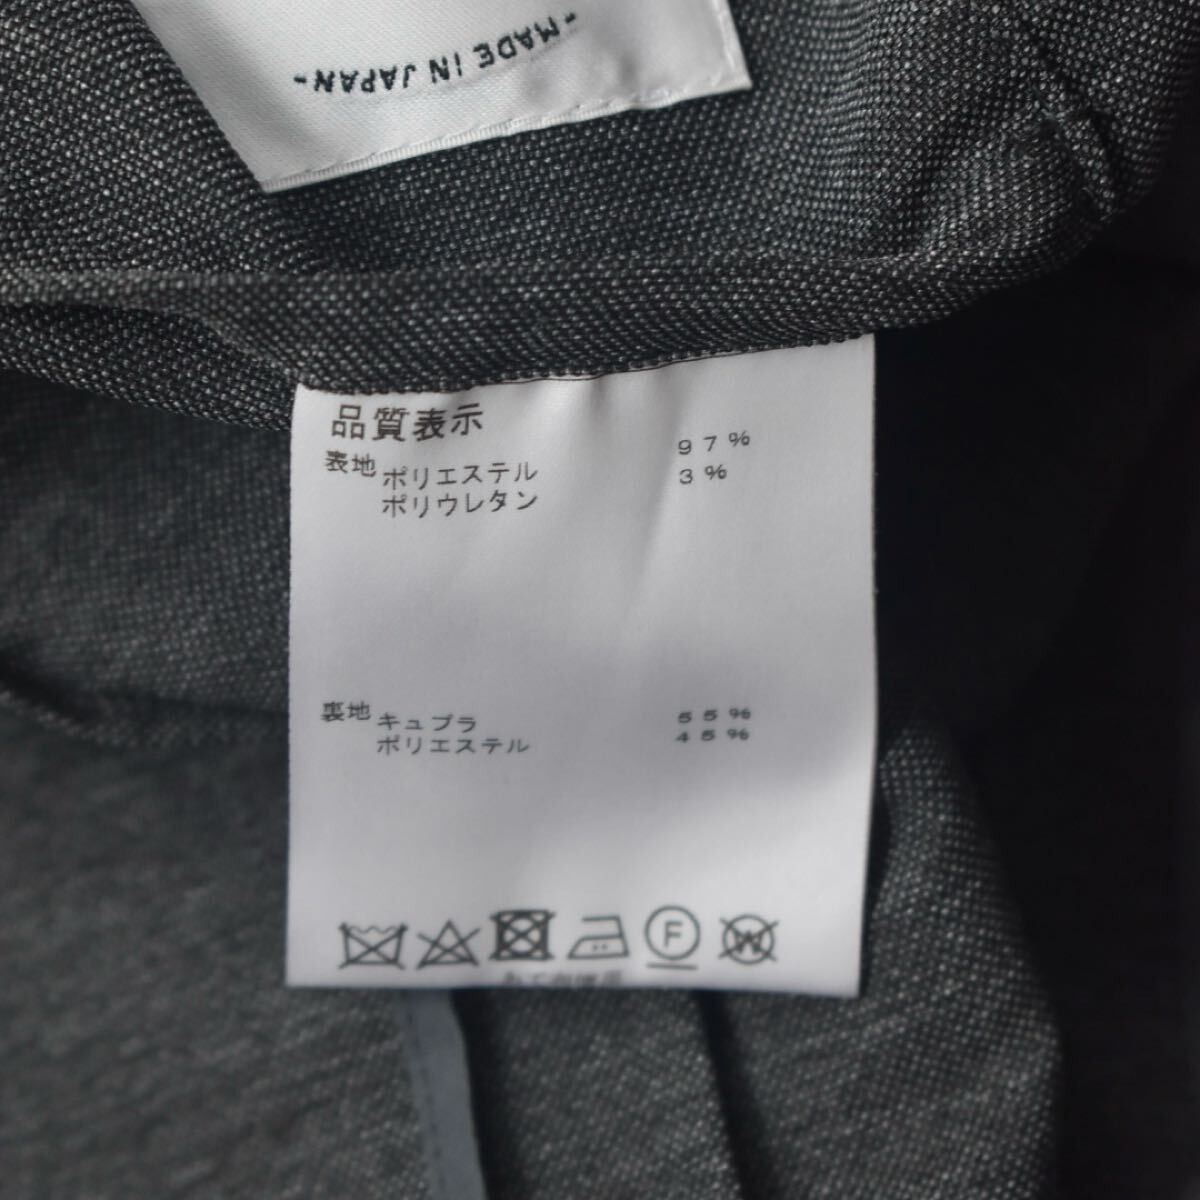 -MADE IN JAPAN-
品質表示
表地 ポリエステル 97%
ポリウレタン 3%
裏地 キュプラ 55%
ポリエステル 45%
F W